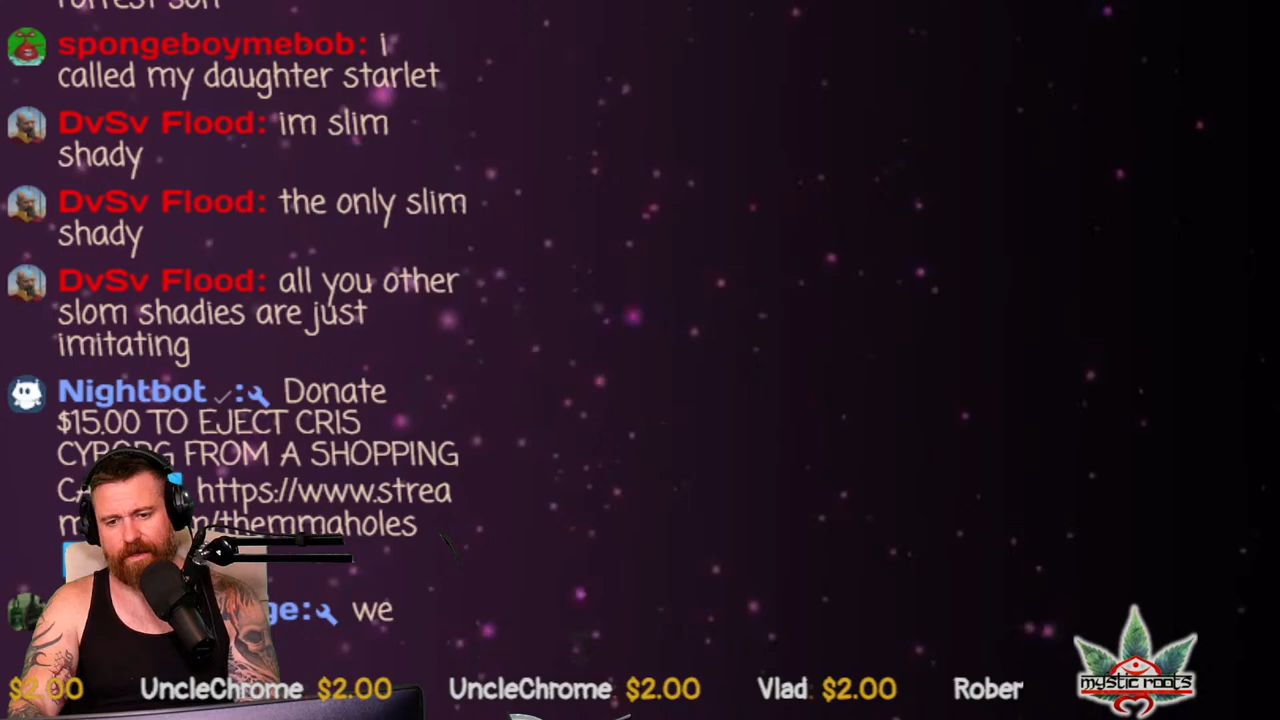 spongeboymebob: i
called my daughter starlet
DvSv Flood: im slim
shady
DvSv Flood: the only slim
shady
DvSv Flood: all you other
slom shadies are just
imitating
Nightbot: Donate
$15.00 TO EJECT CRIS
CYBORG FROM A SHOPPING
https://www.strea
/themmaholes
we
$2.00 UncleChrome $2.00 UncleChrome $2.00 Vlad $2.00 Rober
mystic roots